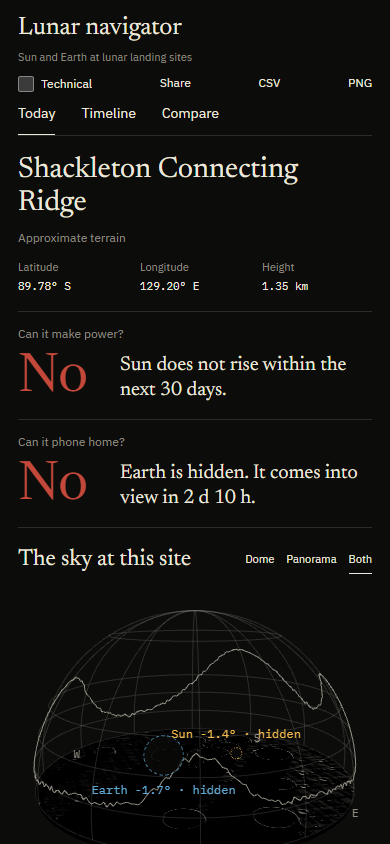 Lunar navigator
Sun and Earth at lunar landing sites
Technical Share CSV PNG
Today Timeline Compare
Shackleton Connecting
Ridge
Approximate terrain
Latitude Longitude Height
89.78° S 129.20° E 1.35 km
Can it make power?
No
Sun does not rise within the
next 30 days.
Can it phone home?
No
Earth is hidden. It comes into
view in 2 d 10 h.
The sky at this site Dome Panorama Both
Sun -1.4° · hidden
S
W
Earth -1.7° · hidden
E